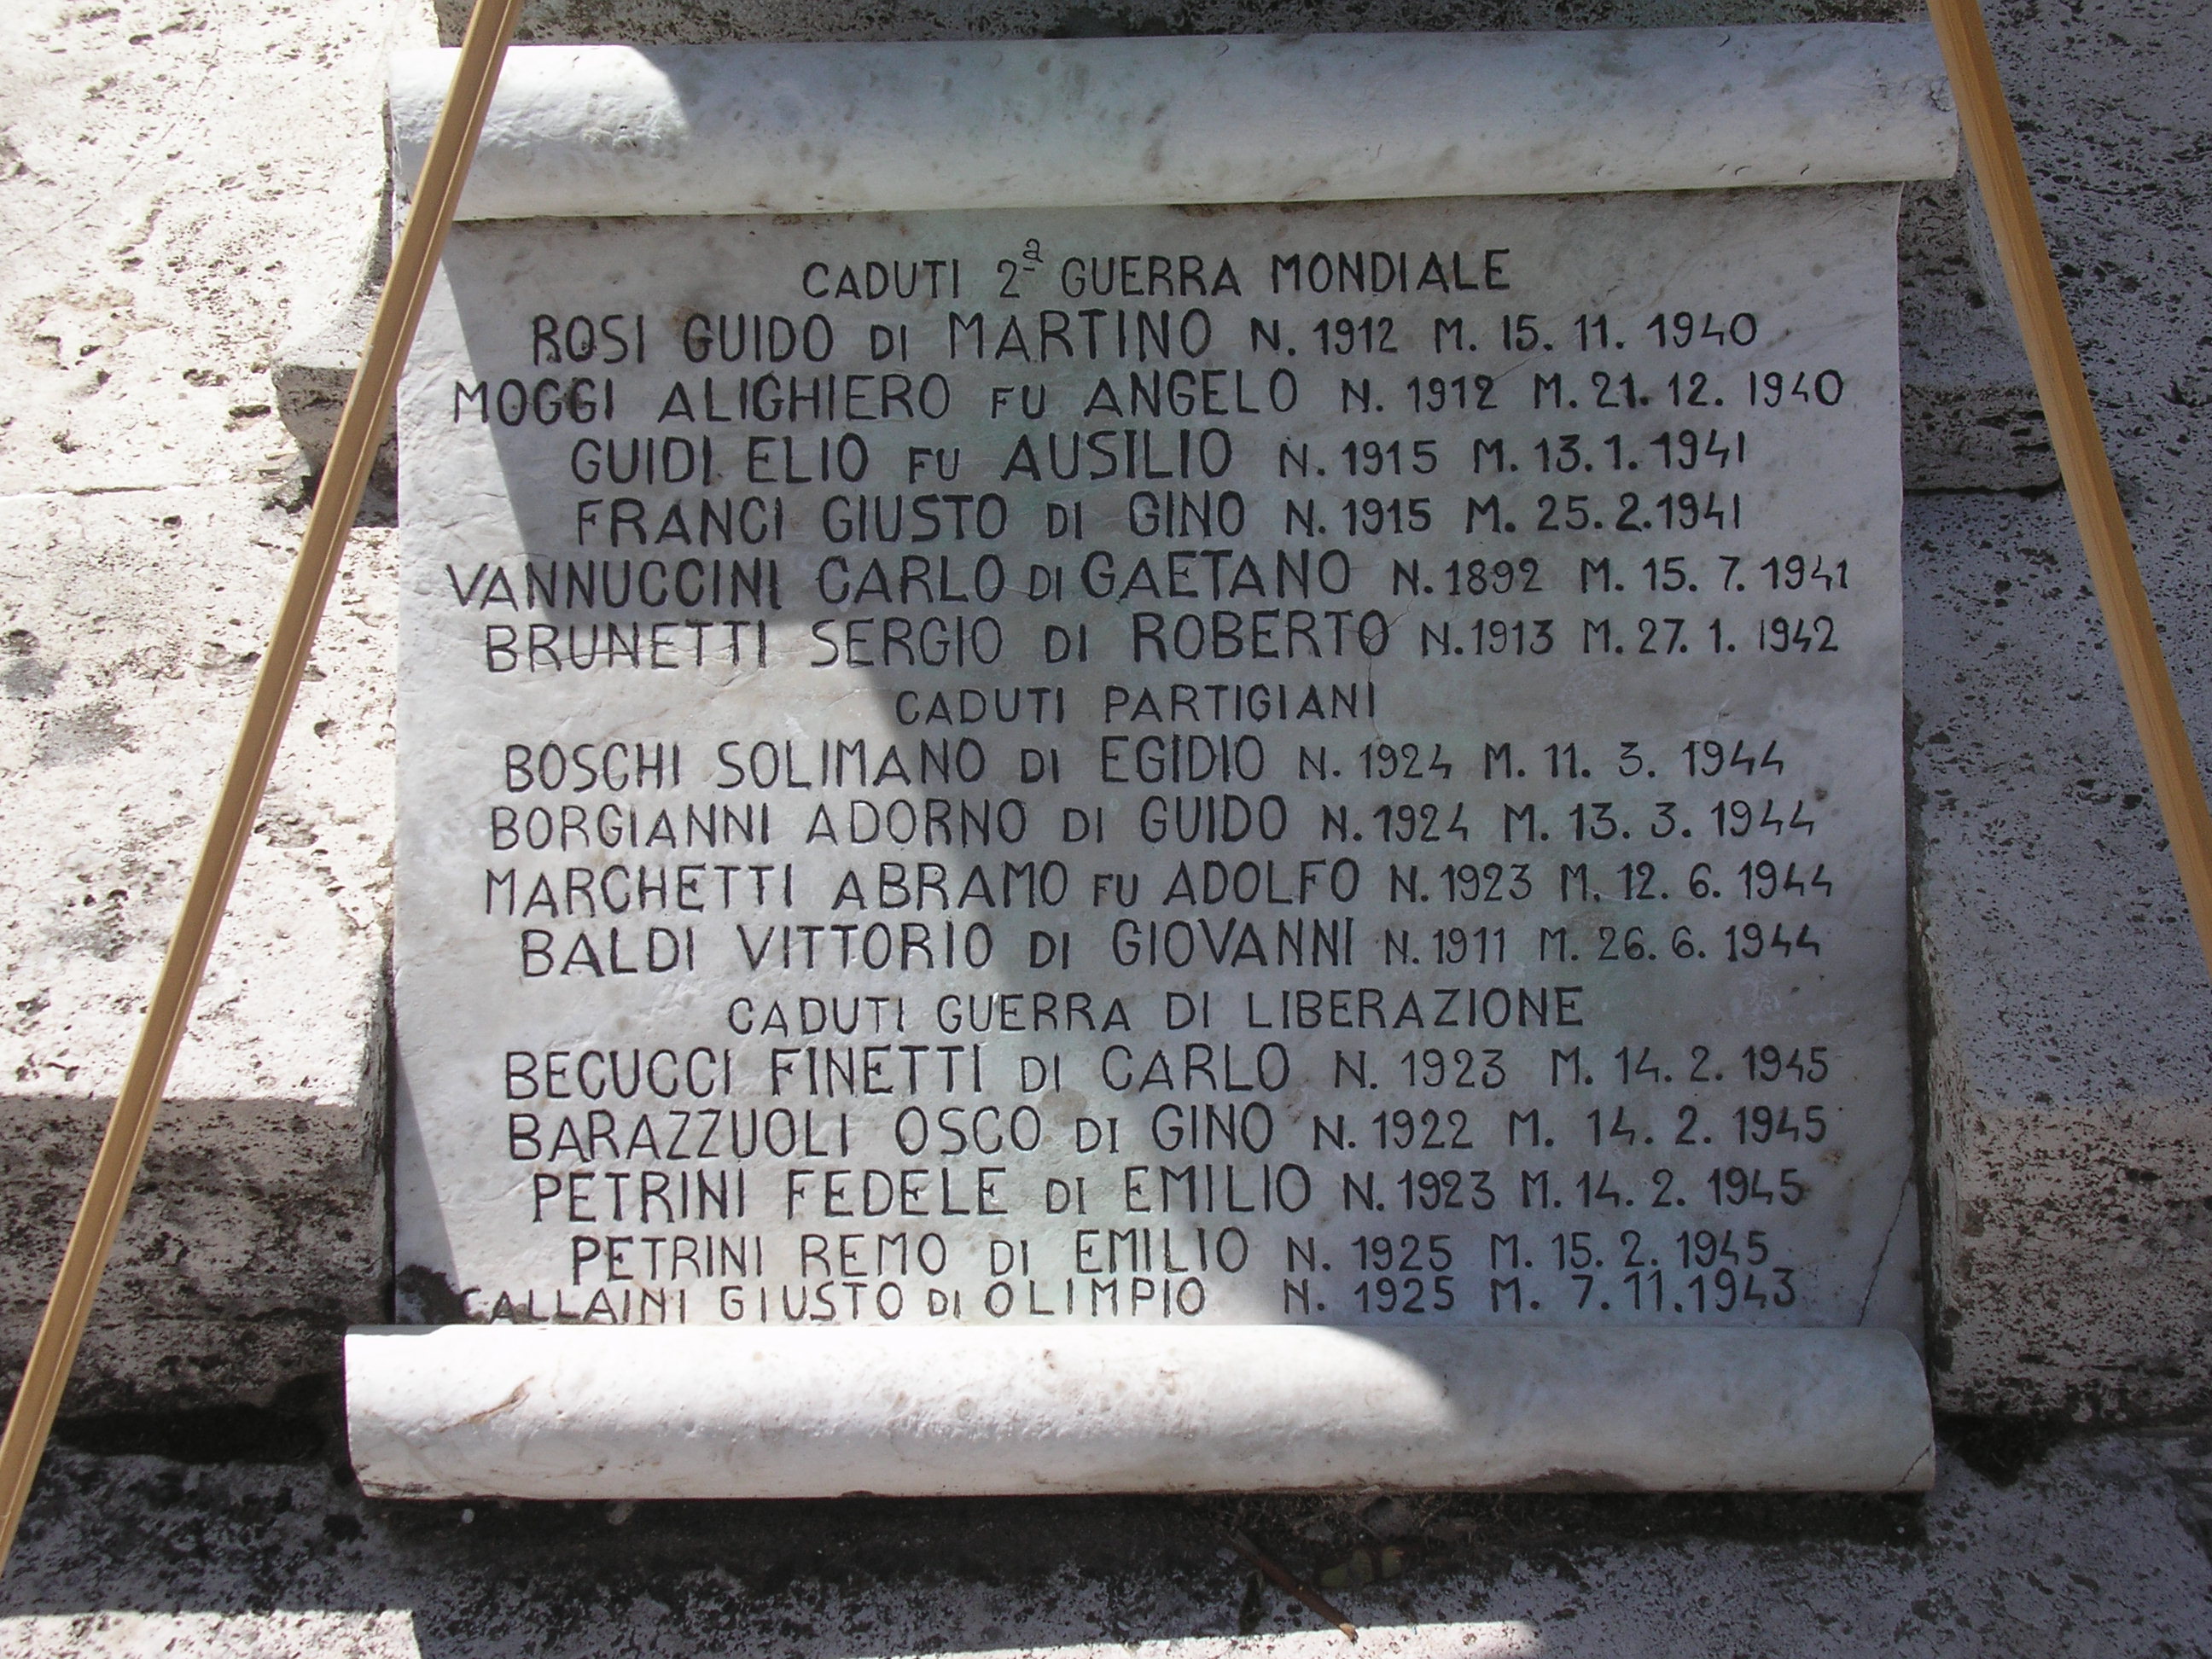 CADUTI 2ª GUERRA MONDIALE
ROSI GUIDO DI MARTINO N. 1912 M. 15. 11. 1940
MOGGI ALIGHIERO FU ANGELO N. 1912 M. 21. 12. 1940
GUIDI ELIO FU AUSILIO N. 1915 M. 13. 1. 1941
FRANCI GIUSTO DI GINO N. 1915 M. 25. 2. 1941
VANNUCCINI CARLO DI GAETANO N. 1892 M. 15. 7. 1941
BRUNETTI SERGIO DI ROBERTO N. 1913 M. 27. 1. 1942
CADUTI PARTIGIANI
BOSCHI SOLIMANO DI EGIDIO N. 1924 M. 11. 3. 1944
BORGIANNI ADORNO DI GUIDO N. 1924 M. 13. 3. 1944
MARCHETTI ABRAMO FU ADOLFO N. 1923 M. 12. 6. 1944
BALDI VITTORIO DI GIOVANNI N. 1911 M. 26. 6. 1944
CADUTI GUERRA DI LIBERAZIONE
BECUCCI FINETTI DI CARLO N. 1923 M. 14. 2. 1945
BARAZZUOLI OSCO DI GINO N. 1922 M. 14. 2. 1945
PETRINI FEDELE DI EMILIO N. 1923 M. 14. 2. 1945
PETRINI REMO DI EMILIO N. 1925 M. 15. 2. 1945
CALLAINI GIUSTO DI OLIMPIO N. 1925 M. 7. 11. 1943